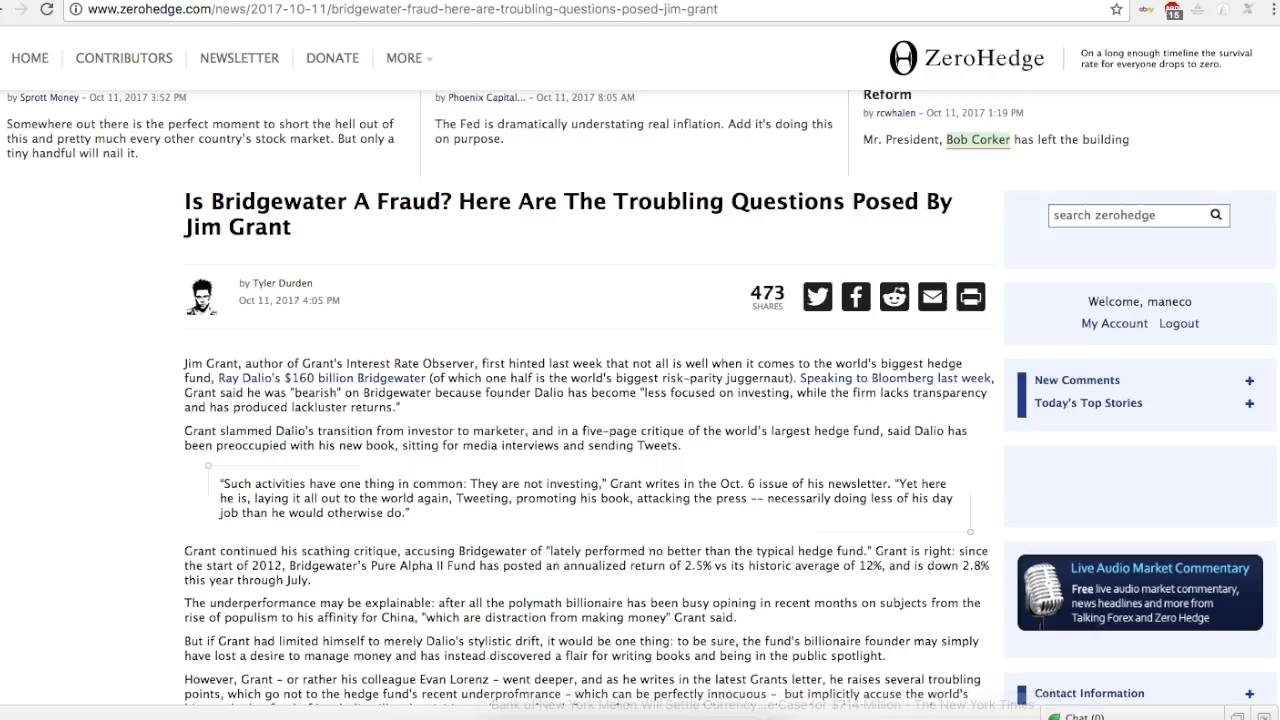 www.zerohedge.com/news/2017-10-11/bridgewater-fraud-here-are-troubling-questions-posed-jim-grant
ebay
15
HOME
CONTRIBUTORS
NEWSLETTER
DONATE
MORE
ZeroHedge
On a long enough timeline the survival
rate for everyone drops to zero.
by Sprott Money - Oct 11, 2017 3:52 PM
Somewhere out there is the perfect moment to short the hell out of
this and pretty much every other country's stock market. But only a
tiny handful will nail it.
by Phoenix Capital... - Oct 11, 2017 8:05 AM
The Fed is dramatically understating real inflation. Add it's doing this
on purpose.
Reform
by rcwhalen - Oct 11, 2017 1:19 PM
Mr. President, Bob Corker has left the building
Is Bridgewater A Fraud? Here Are The Troubling Questions Posed By
Jim Grant
by Tyler Durden
Oct 11, 2017 4:05 PM
473
SHARES
Jim Grant, author of Grant's Interest Rate Observer, first hinted last week that not all is well when it comes to the world's biggest hedge
fund, Ray Dalio's $160 billion Bridgewater (of which one half is the world's biggest risk-parity juggernaut). Speaking to Bloomberg last week,
Grant said he was "bearish" on Bridgewater because founder Dalio has become "less focused on investing, while the firm lacks transparency
and has produced lackluster returns."
Grant slammed Dalio's transition from investor to marketer, and in a five-page critique of the world's largest hedge fund, said Dalio has
been preoccupied with his new book, sitting for media interviews and sending Tweets.
"Such activities have one thing in common: They are not investing," Grant writes in the Oct. 6 issue of his newsletter. "Yet here
he is, laying it all out to the world again, Tweeting, promoting his book, attacking the press -- necessarily doing less of his day
job than he would otherwise do."
Grant continued his scathing critique, accusing Bridgewater of "lately performed no better than the typical hedge fund." Grant is right: since
the start of 2012, Bridgewater's Pure Alpha II Fund has posted an annualized return of 2.5% vs its historic average of 12%, and is down 2.8%
this year through July.
The underperformance may be explainable: after all the polymath billionaire has been busy opining in recent months on subjects from the
rise of populism to his affinity for China, "which are distraction from making money" Grant said.
But if Grant had limited himself to merely Dalio's stylistic drift, it would be one thing: to be sure, the fund's billionaire founder may simply
have lost a desire to manage money and has instead discovered a flair for writing books and being in the public spotlight.
However, Grant - or rather his colleague Evan Lorenz - went deeper, and as he writes in the latest Grants letter, he raises several troubling
points, which go not to the hedge fund's recent underprofmrance - which can be perfectly innocuous - but implicitly accuse the world's
Bank of New York Mellon Will Settle Currency...e Case for $714 Million - The New York Times
search zerohedge
Welcome, maneco
My Account Logout
New Comments +
Today's Top Stories +
Live Audio Market Commentary
Free live audio market commentary,
news headlines and more from
Talking Forex and Zero Hedge
Contact Information +
Chat (0)